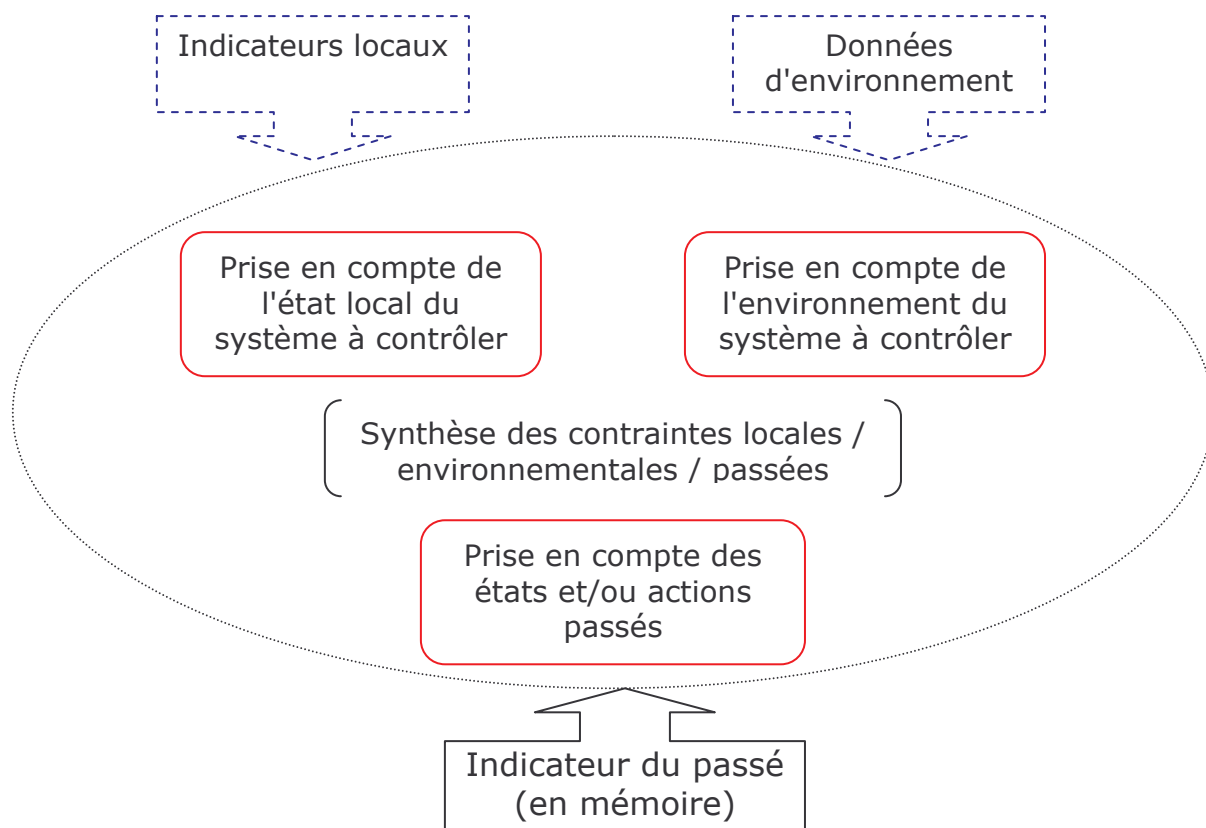 Indicateurs locaux
Données
d'environnement
Prise en compte de
l'état local du
système à contrôler
Prise en compte de
l'environnement du
système à contrôler
Synthèse des contraintes locales /
environnementales / passées
Prise en compte des
états et/ou actions
passés
Indicateur du passé
(en mémoire)